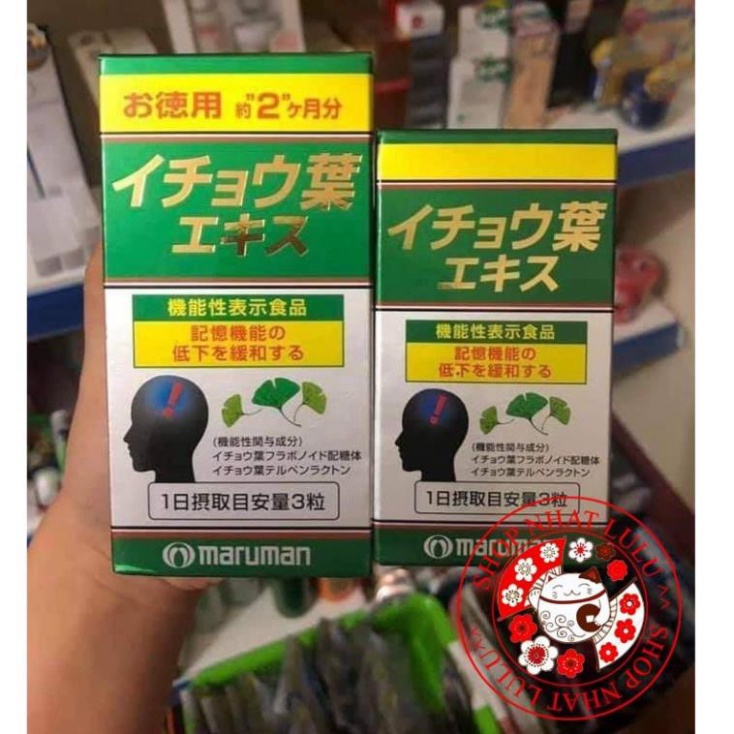 お徳用 約"2"ヶ月分
イチョウ葉
エキス
機能性表示食品
記憶機能の
低下を緩和する
(機能性関与成分)
イチョウ葉フラボノイド配糖体
イチョウ葉テルペンラクトン
1日摂取目安量3粒
maruman
イチョウ葉
エキス
機能性表示食品
記憶機能の
低下を緩和する
(機能性関与成分)
イチョウ葉フラボノイド配糖体
イチョウ葉テルペンラクトン
1日摂取目安量3粒
maruman
SHOP NHAT LULU
SHOP NHAT LULU